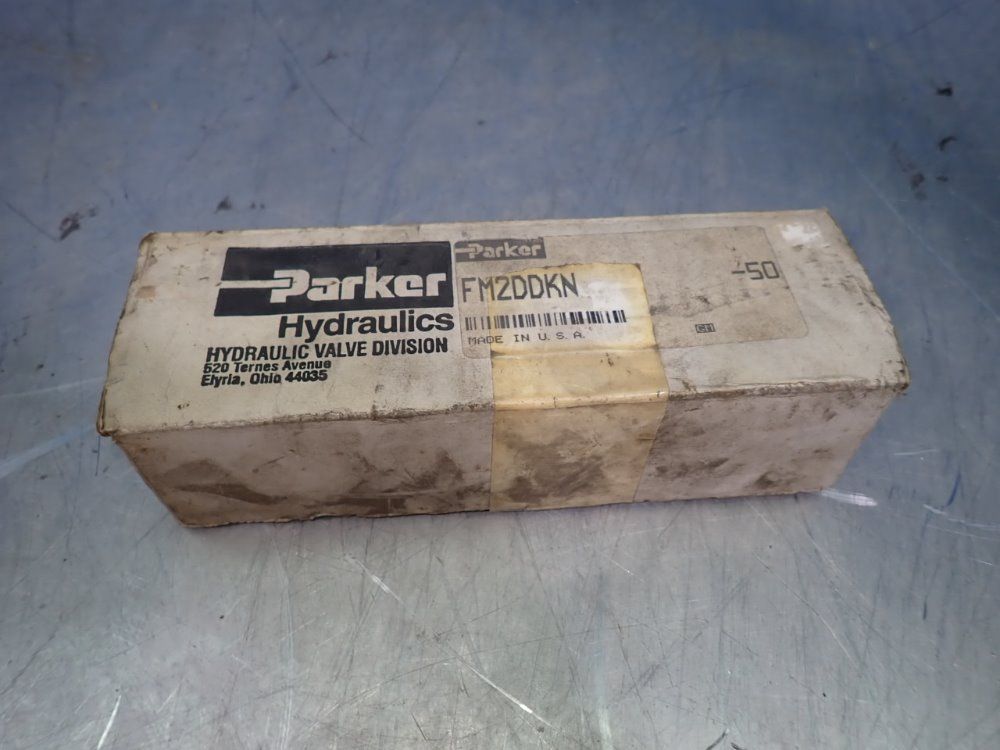 Parker
Hydraulics
HYDRAULIC VALVE DIVISION
520 Ternes Avenue
Elyria, Ohio 44035
Parker
FM2DDKN
-50
MADE IN U.S.A.